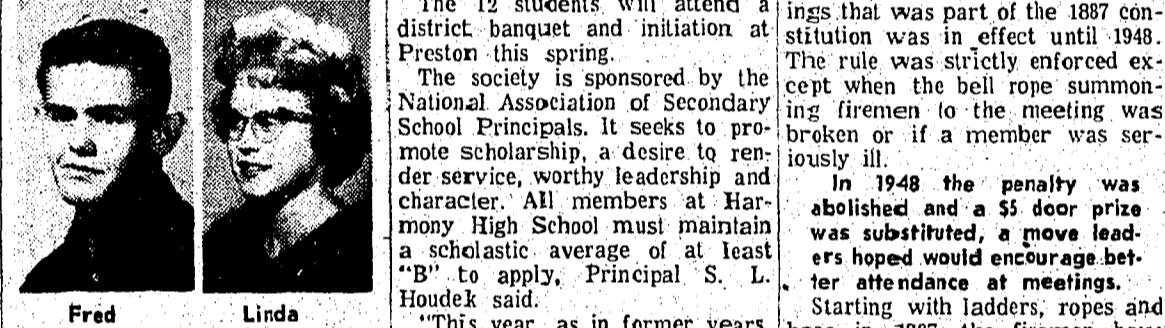 Fred
Linda
The 12 students will attend a
district banquet and initiation at
Preston this spring.
The society is sponsored by the
National Association of Secondary
School Principals. It seeks to pro-
mote scholarship, a desire to ren-
der service, worthy leadership and
character. All members at Har-
mony High School must maintain
a scholastic average of at least
"B" to apply, Principal S. L.
Houdek said.
"This year, as in former years,
ings that was part of the 1887 con-
stitution was in effect until 1948.
The rule was strictly enforced ex-
cept when the bell rope summon-
ing firemen to the meeting was
broken or if a member was ser-
iously ill.
In 1948 the penalty was
abolished and a $5 door prize
was substituted, a move lead-
ers hoped would encourage bet-
ter attendance at meetings.
Starting with ladders, ropes and